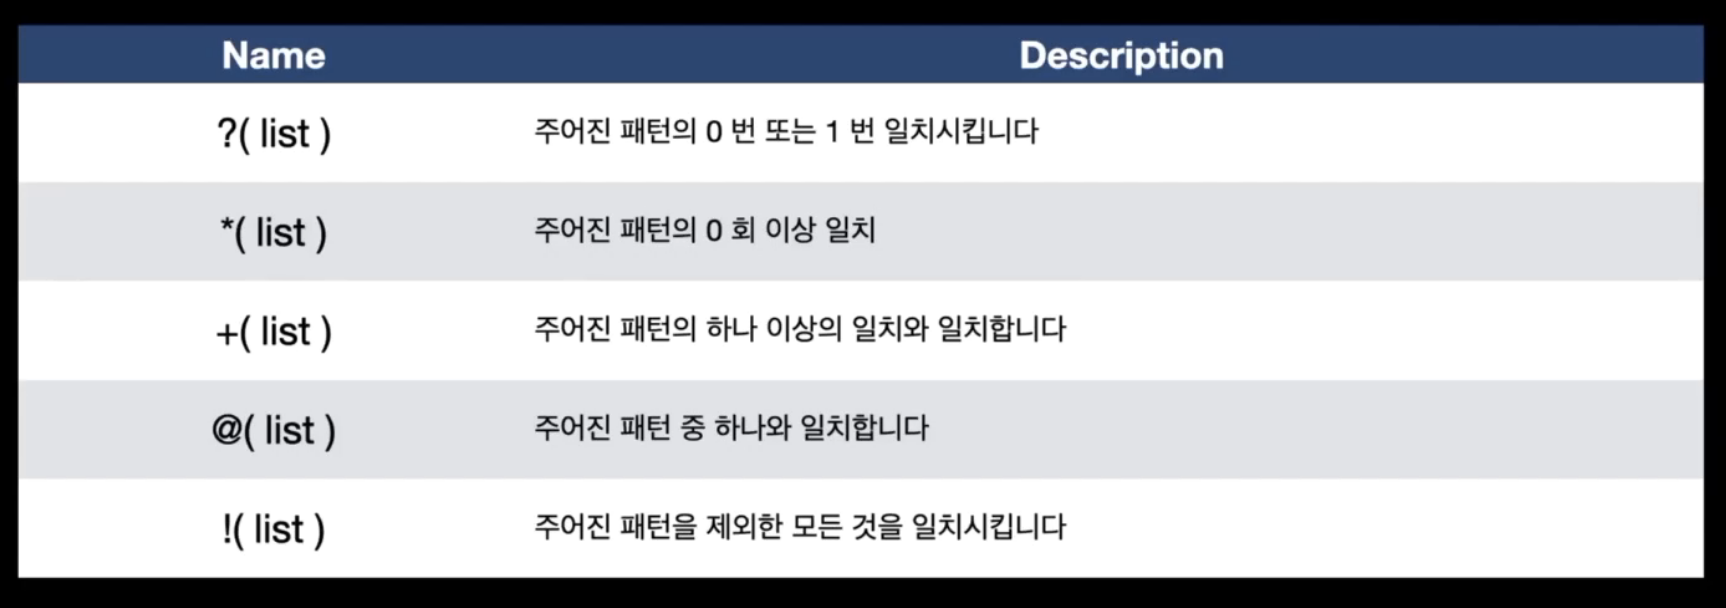 Name Description
?( list ) 주어진 패턴의 0 번 또는 1 번 일치시킵니다
*( list ) 주어진 패턴의 0 회 이상 일치
+( list ) 주어진 패턴의 하나 이상의 일치와 일치합니다
@( list ) 주어진 패턴 중 하나와 일치합니다
!( list ) 주어진 패턴을 제외한 모든 것을 일치시킵니다